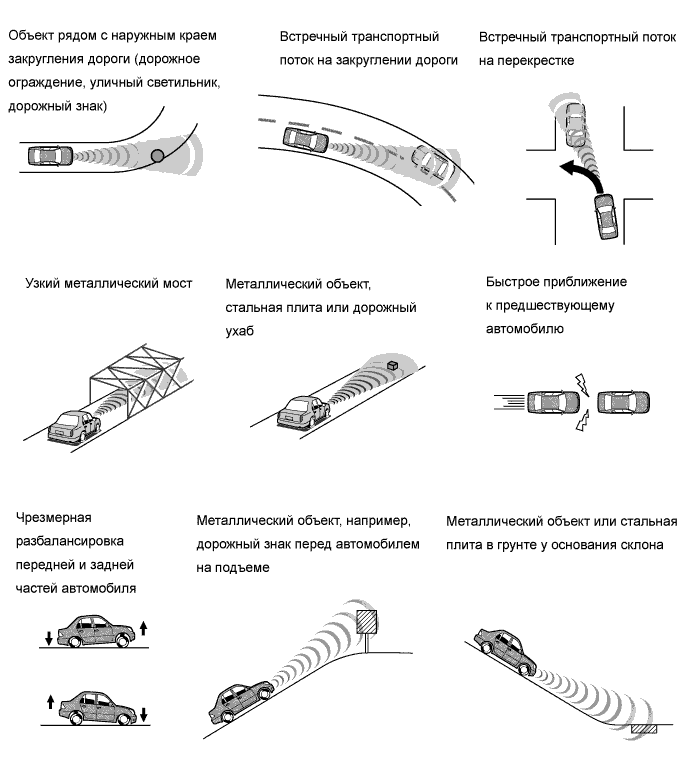 Объект рядом с наружным краем
закругления дороги (дорожное
ограждение, уличный светильник,
дорожный знак)
Встречный транспортный
поток на закруглении дороги
Встречный транспортный поток
на перекрестке
Узкий металлический мост
Металлический объект,
стальная плита или дорожный
ухаб
Быстрое приближение
к предшествующему
автомобилю
Чрезмерная
разбалансировка
передней и задней
частей автомобиля
Металлический объект, например,
дорожный знак перед автомобилем
на подъеме
Металлический объект или стальная
плита в грунте у основания склона